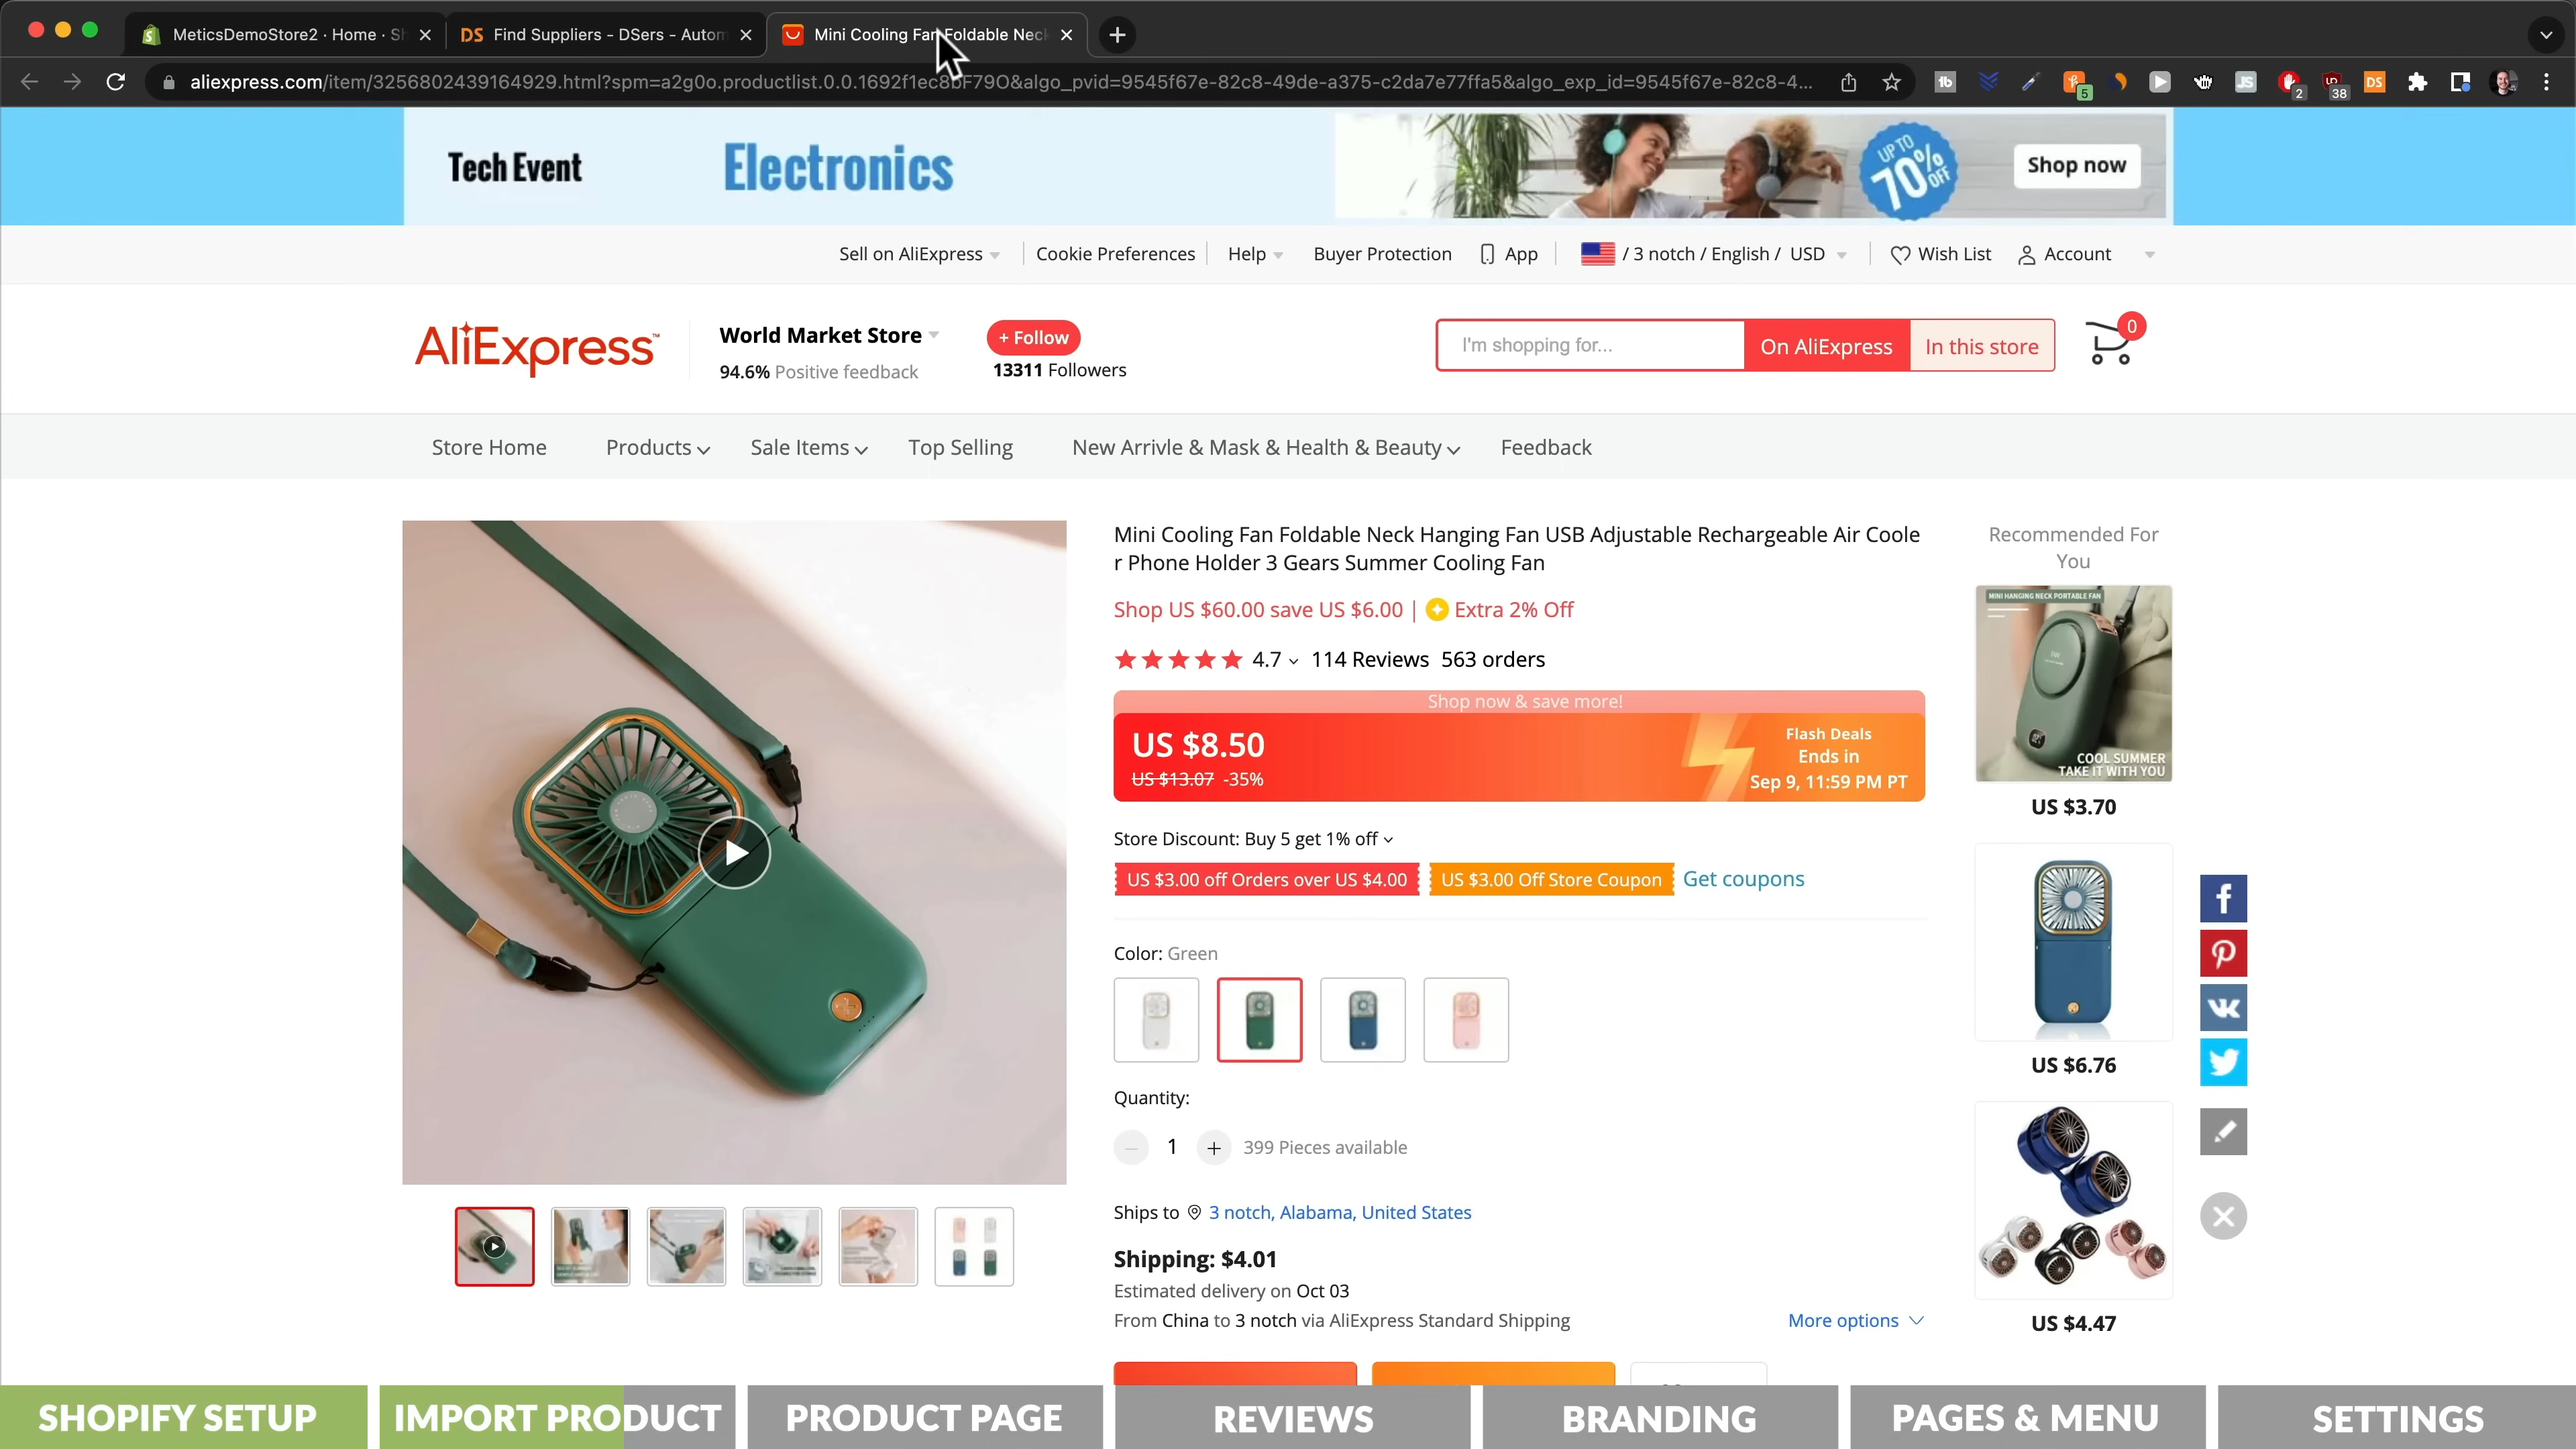 MeticsDemoStore2 · Home · Sh
DS Find Suppliers - DSers - Autom
Mini Cooling Fan Foldable Neck
aliexpress.com/item/3256802439164929.html?spm=a2g0o.productlist.0.0.1692f1ec8bF79O&algo_pvid=9545f67e-82c8-49de-a375-c2da7e77ffa5&algo_exp_id=9545f67e-82c8-4...
5
JS
2
38
DS
Tech Event
Electronics
UP TO
70% OFF
Shop now
Sell on AliExpress
Cookie Preferences
Help
Buyer Protection
App
/ 3 notch / English / USD
Wish List
Account
AliExpress™
World Market Store
94.6% Positive feedback
+ Follow
13311 Followers
I'm shopping for...
On AliExpress
In this store
0
Store Home
Products
Sale Items
Top Selling
New Arrivle & Mask & Health & Beauty
Feedback
Mini Cooling Fan Foldable Neck Hanging Fan USB Adjustable Rechargeable Air Coole
r Phone Holder 3 Gears Summer Cooling Fan
Shop US $60.00 save US $6.00 | Extra 2% Off
4.7 114 Reviews 563 orders
Shop now & save more!
US $8.50
US $13.07 -35%
Flash Deals
Ends in
Sep 9, 11:59 PM PT
Store Discount: Buy 5 get 1% off
US $3.00 off Orders over US $4.00
US $3.00 Off Store Coupon
Get coupons
Color: Green
Quantity:
1
399 Pieces available
Ships to 3 notch, Alabama, United States
Shipping: $4.01
Estimated delivery on Oct 03
From China to 3 notch via AliExpress Standard Shipping
More options
Recommended For
You
MINI HANGING NECK PORTABLE FAN
COOL SUMMER
TAKE IT WITH YOU
US $3.70
US $6.76
US $4.47
SHOPIFY SETUP
IMPORT PRODUCT
PRODUCT PAGE
REVIEWS
BRANDING
PAGES & MENU
SETTINGS